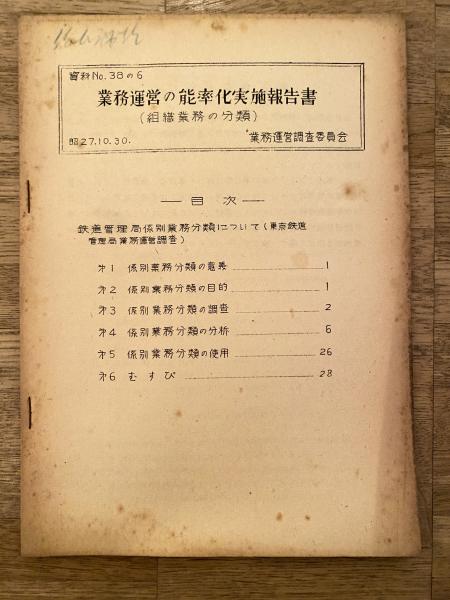 資料No.38の6
業務運営の能率化実施報告書
(組織業務の分類)
昭27.10.30.
業務運営調査委員会
目次
鉄道管理局係別業務分類について(東京鉄道
管理局業務運営調査)
第1 係別業務分類の意義 1
第2 係別業務分類の目的 1
第3 係別業務分類の調査 2
第4 係別業務分類の分析 6
第5 係別業務分類の使用 26
第6 むすび 28